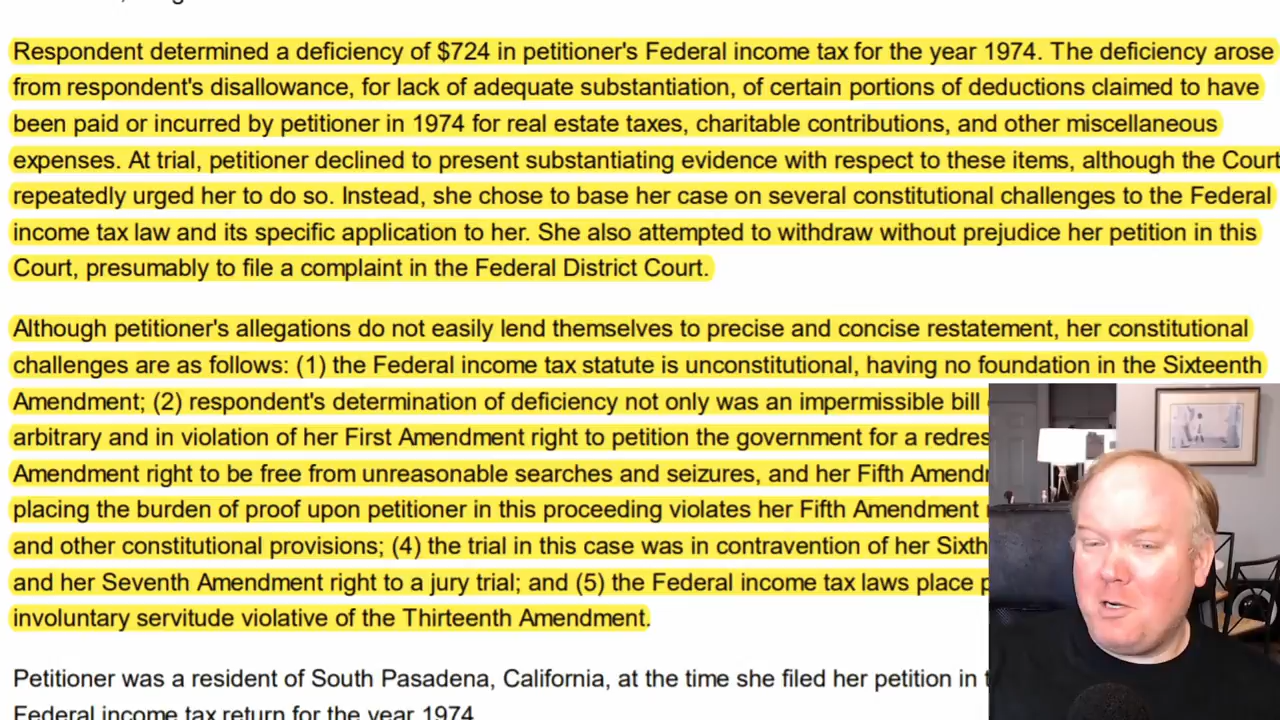 Respondent determined a deficiency of $724 in petitioner's Federal income tax for the year 1974. The deficiency arose
from respondent's disallowance, for lack of adequate substantiation, of certain portions of deductions claimed to have
been paid or incurred by petitioner in 1974 for real estate taxes, charitable contributions, and other miscellaneous
expenses. At trial, petitioner declined to present substantiating evidence with respect to these items, although the Court
repeatedly urged her to do so. Instead, she chose to base her case on several constitutional challenges to the Federal
income tax law and its specific application to her. She also attempted to withdraw without prejudice her petition in this
Court, presumably to file a complaint in the Federal District Court.
Although petitioner's allegations do not easily lend themselves to precise and concise restatement, her constitutional
challenges are as follows: (1) the Federal income tax statute is unconstitutional, having no foundation in the Sixteenth
Amendment; (2) respondent's determination of deficiency not only was an impermissible bill
arbitrary and in violation of her First Amendment right to petition the government for a redres
Amendment right to be free from unreasonable searches and seizures, and her Fifth Amend
placing the burden of proof upon petitioner in this proceeding violates her Fifth Amendment
and other constitutional provisions; (4) the trial in this case was in contravention of her Sixth
and her Seventh Amendment right to a jury trial; and (5) the Federal income tax laws place
involuntary servitude violative of the Thirteenth Amendment.
Petitioner was a resident of South Pasadena, California, at the time she filed her petition in
Federal income tax return for the year 1974